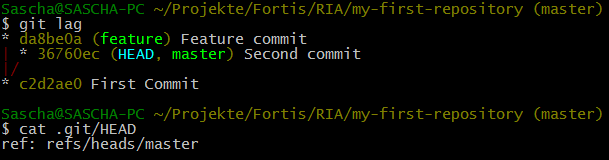 Sascha@SASCHA-PC ~/Projekte/Fortis/RIA/my-first-repository (master)
$ git lag
* da8be0a (feature) Feature commit
| * 36760ec (HEAD, master) Second commit
|/
* c2d2ae0 First Commit
Sascha@SASCHA-PC ~/Projekte/Fortis/RIA/my-first-repository (master)
$ cat .git/HEAD
ref: refs/heads/master